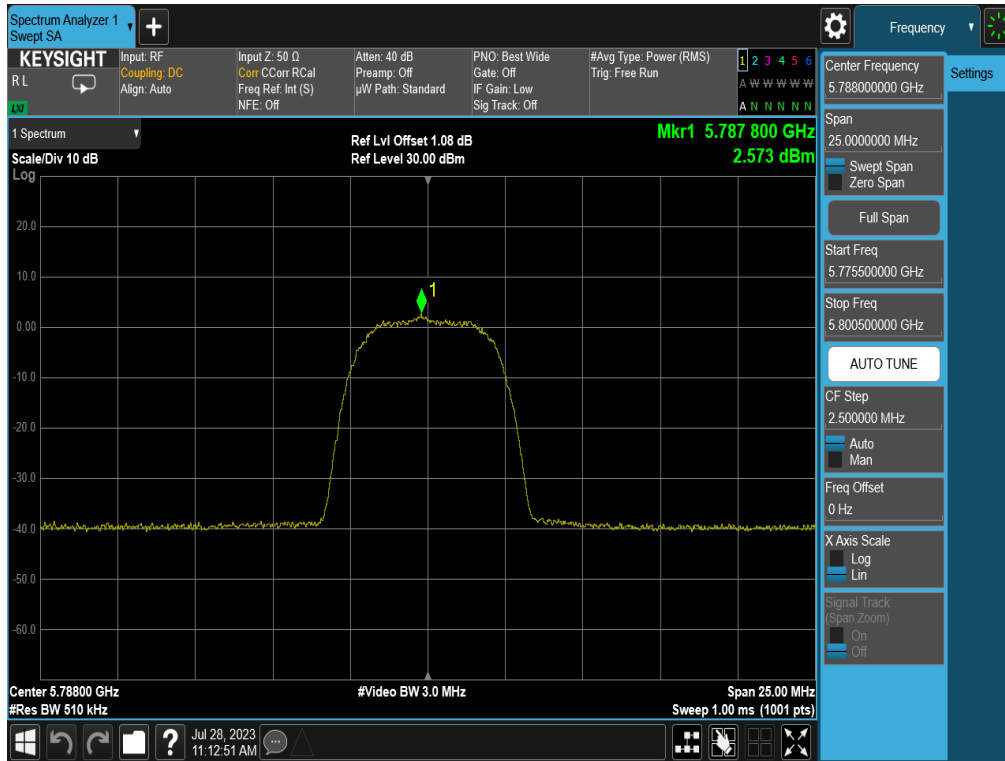 Spectrum Analyzer 1
Swept SA
+
Frequency
KEYSIGHT
R L
LXI
Input: RF
Coupling: DC
Align: Auto
Input Z: 50 Ω
Corr CCorr RCal
Freq Ref: Int (S)
NFE: Off
Atten: 40 dB
Preamp: Off
µW Path: Standard
PNO: Best Wide
Gate: Off
IF Gain: Low
Sig Track: Off
#Avg Type: Power (RMS)
Trig: Free Run
1 2 3 4 5 6
A W W W W W
A N N N N N
1 Spectrum
Scale/Div 10 dB
Log
Ref Lvl Offset 1.08 dB
Ref Level 30.00 dBm
Mkr1 5.787 800 GHz
2.573 dBm
20.0
10.0
1
0.00
-10.0
-20.0
-30.0
-40.0
-50.0
-60.0
Center 5.78800 GHz
#Res BW 510 kHz
#Video BW 3.0 MHz
Span 25.00 MHz
Sweep 1.00 ms (1001 pts)
Center Frequency
5.788000000 GHz
Settings
Span
25.0000000 MHz
Swept Span
Zero Span
Full Span
Start Freq
5.775500000 GHz
Stop Freq
5.800500000 GHz
AUTO TUNE
CF Step
2.500000 MHz
Auto
Man
Freq Offset
0 Hz
X Axis Scale
Log
Lin
Signal Track
(Span Zoom)
On
Off
?
Jul 28, 2023
11:12:51 AM